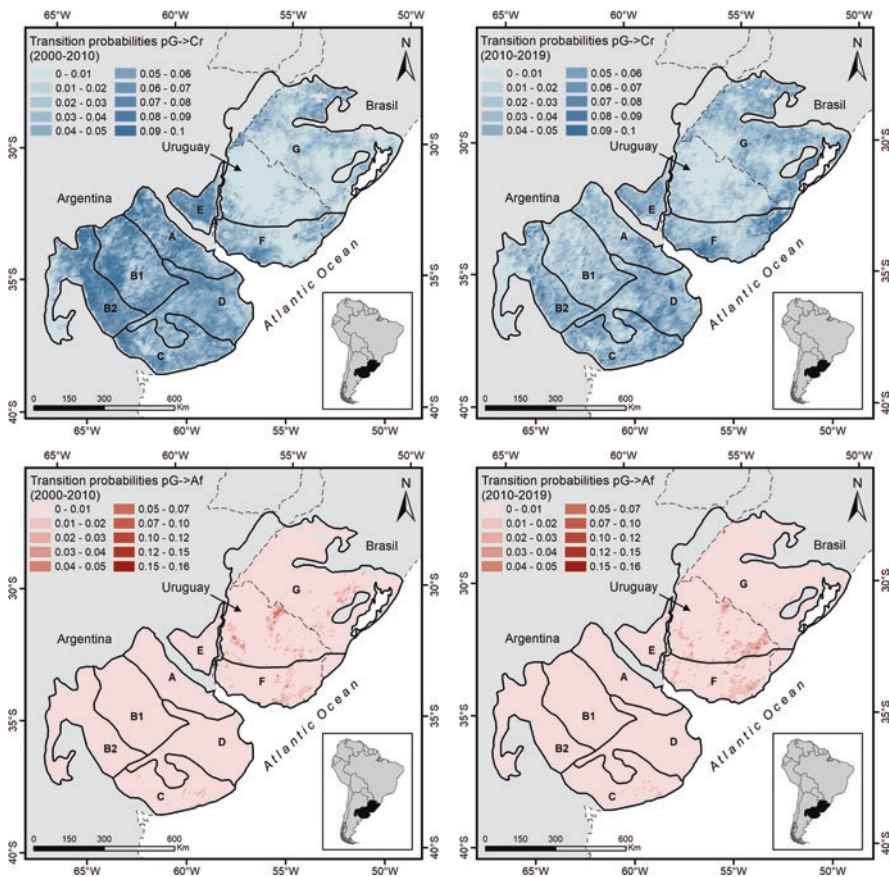 65°W 60°W 55°W 50°W
Transition probabilities pG->Cr
(2000-2010)
0 - 0.01 0.05 - 0.06
0.01 - 0.02 0.06 - 0.07
0.02 - 0.03 0.07 - 0.08
0.03 - 0.04 0.08 - 0.09
0.04 - 0.05 0.09 - 0.1
N
Brasil
Uruguay
Argentina
G
E
A
F
B1
D
B2
C
Atlantic Ocean
30°S
35°S
40°S
0 150 300 600
Km
65°W 60°W 55°W 50°W
Transition probabilities pG->Cr
(2010-2019)
0 - 0.01 0.05 - 0.06
0.01 - 0.02 0.06 - 0.07
0.02 - 0.03 0.07 - 0.08
0.03 - 0.04 0.08 - 0.09
0.04 - 0.05 0.09 - 0.1
N
Brasil
Uruguay
Argentina
G
E
A
F
B1
D
B2
C
Atlantic Ocean
30°S
35°S
40°S
0 150 300 600
Km
65°W 60°W 55°W 50°W
65°W 60°W 55°W 50°W
Transition probabilities pG->Af
(2000-2010)
0 - 0.01 0.05 - 0.07
0.01 - 0.02 0.07 - 0.10
0.02 - 0.03 0.10 - 0.12
0.03 - 0.04 0.12 - 0.15
0.04 - 0.05 0.15 - 0.16
N
Brasil
Uruguay
Argentina
G
E
A
F
B1
D
B2
C
Atlantic Ocean
30°S
35°S
40°S
0 150 300 600
Km
65°W 60°W 55°W 50°W
Transition probabilities pG->Af
(2010-2019)
0 - 0.01 0.05 - 0.07
0.01 - 0.02 0.07 - 0.10
0.02 - 0.03 0.10 - 0.12
0.03 - 0.04 0.12 - 0.15
0.04 - 0.05 0.15 - 0.16
N
Brasil
Uruguay
Argentina
G
E
A
F
B1
D
B2
C
Atlantic Ocean
30°S
35°S
40°S
0 150 300 600
Km
65°W 60°W 55°W 50°W